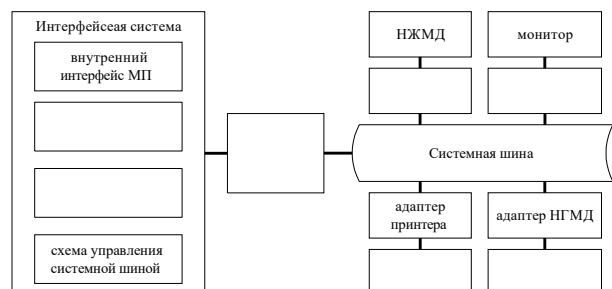 Интерфейсеая система
внутренний
интерфейс МП
схема управления
системной шиной
НЖМД
монитор
Системная шина
адаптер
принтера
адаптер НГМД